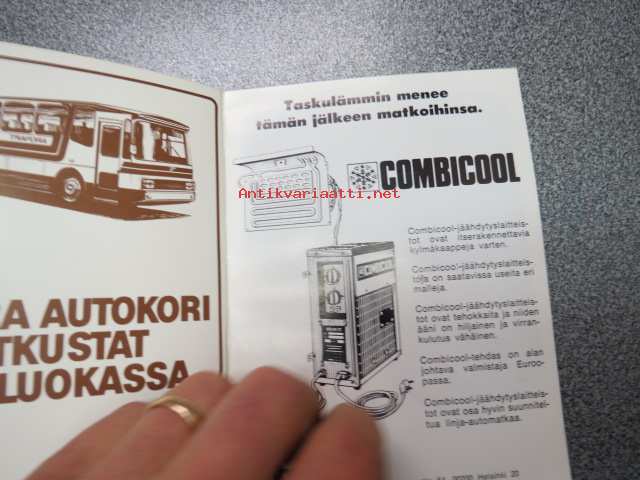 AUTOKORI
LUOKASSA
Taskulämmin menee
tämän jälkeen matkoihinsa.
COMBICOOL
Antikvariaatti.net
Combicool-jäähdytyslaitteis-
tot ovat itserakennettavia
kylmäkaappeja varten.
Combicool-jäähdytyslaitteis-
toja on saatavissa useita eri
malleja.
Combicool-jäähdytyslaitteis-
tot ovat tehokkaita ja niiden
ääni on hiljainen ja virran-
kulutus vähäinen.
Combicool-tehdas on alan
johtava valmistaja Euroo-
passa.
Combicool-jäähdytyslaitteis-
tot ovat osa hyvin suunnitel-
tua linja-automatkaa.
Helsinki 20